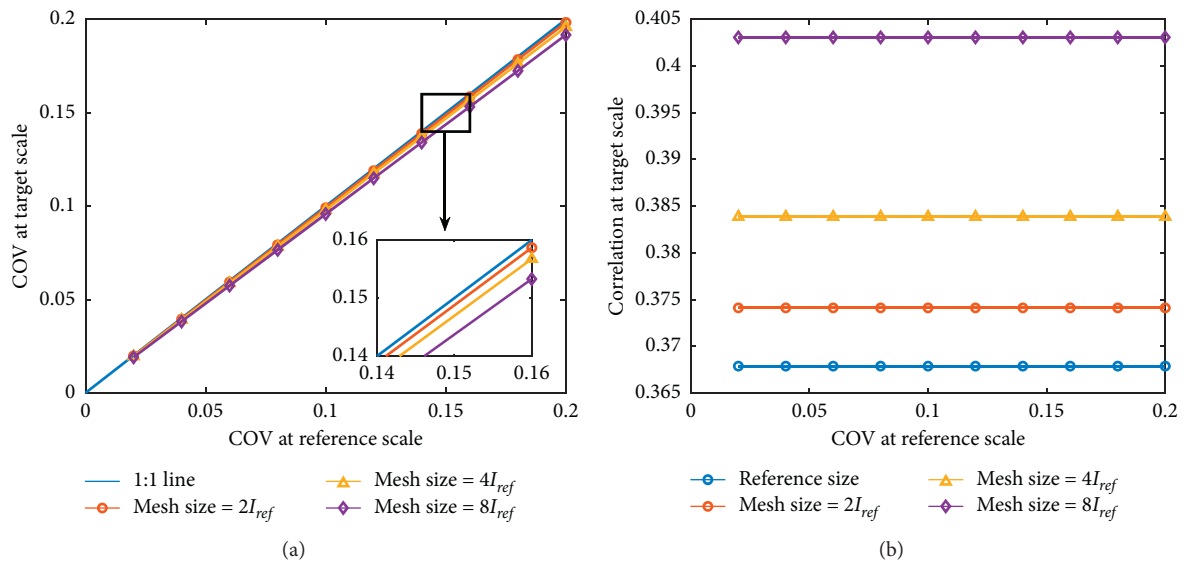 0.2
0.15
0.1
0.05
0
COV at target scale
0.16
0.15
0.14
0.14
0.15
0.16
0
0.05
0.1
0.15
0.2
COV at reference scale
1:1 line
Mesh size = 2I_ref
Mesh size = 4I_ref
Mesh size = 8I_ref
(a)
0.405
0.4
0.395
0.39
0.385
0.38
0.375
0.37
0.365
Correlation at target scale
0
0.05
0.1
0.15
0.2
COV at reference scale
Reference size
Mesh size = 2I_ref
Mesh size = 4I_ref
Mesh size = 8I_ref
(b)